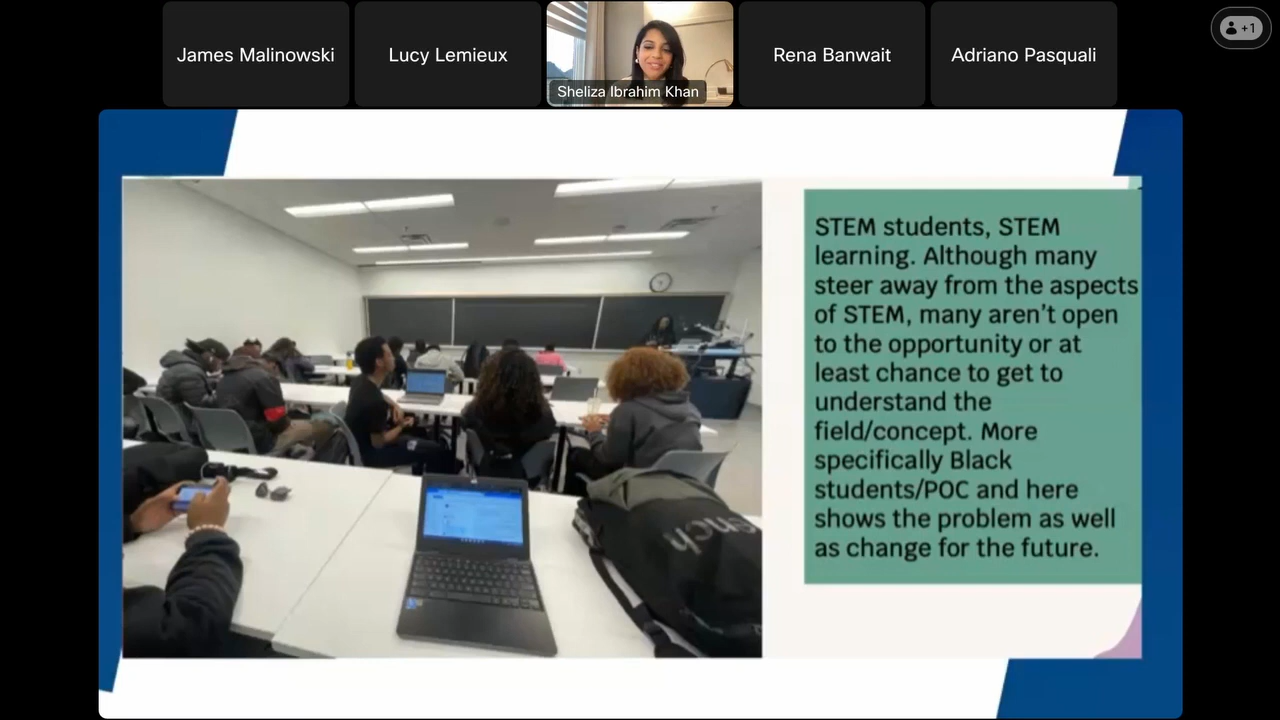 James Malinowski
Lucy Lemieux
Sheliza Ibrahim Khan
Rena Banwait
Adriano Pasquali
+1
STEM students, STEM
learning. Although many
steer away from the aspects
of STEM, many aren't open
to the opportunity or at
least chance to get to
understand the
field/concept. More
specifically Black
students/POC and here
shows the problem as well
as change for the future.
ench